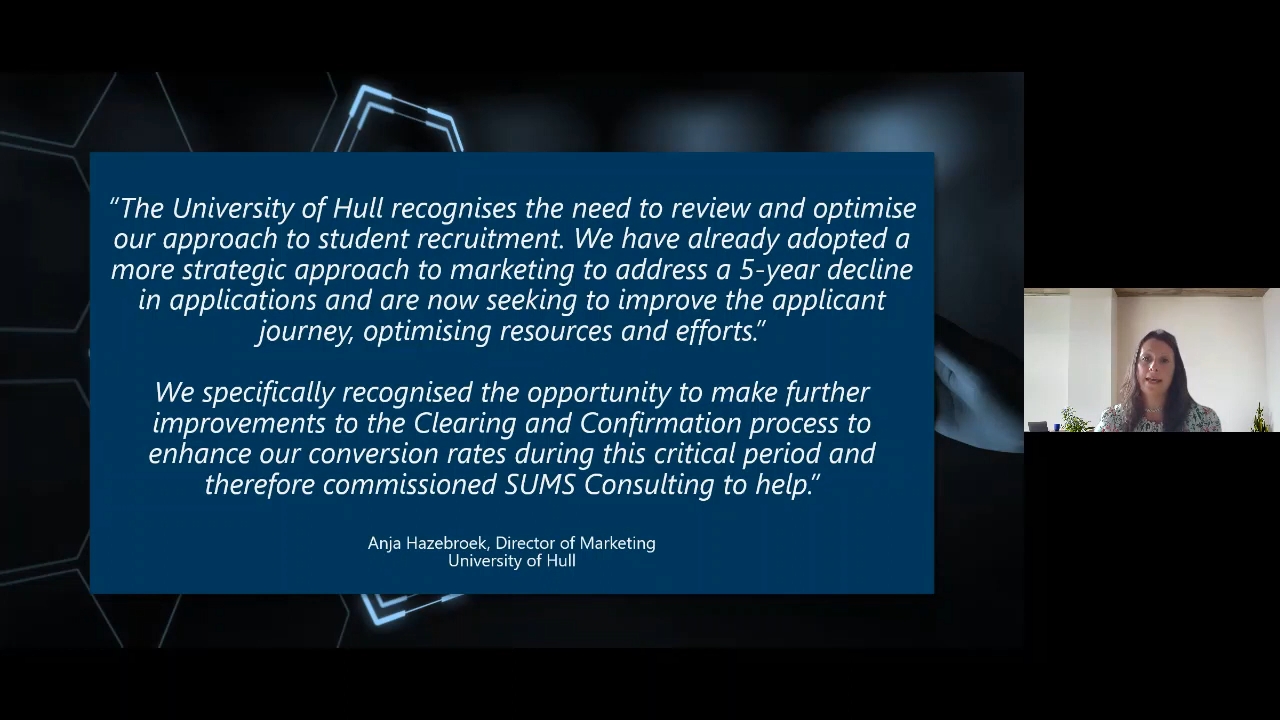 “The University of Hull recognises the need to review and optimise
our approach to student recruitment. We have already adopted a
more strategic approach to marketing to address a 5-year decline
in applications and are now seeking to improve the applicant
journey, optimising resources and efforts.”
We specifically recognised the opportunity to make further
improvements to the Clearing and Confirmation process to
enhance our conversion rates during this critical period and
therefore commissioned SUMS Consulting to help.”
Anja Hazebroek, Director of Marketing
University of Hull